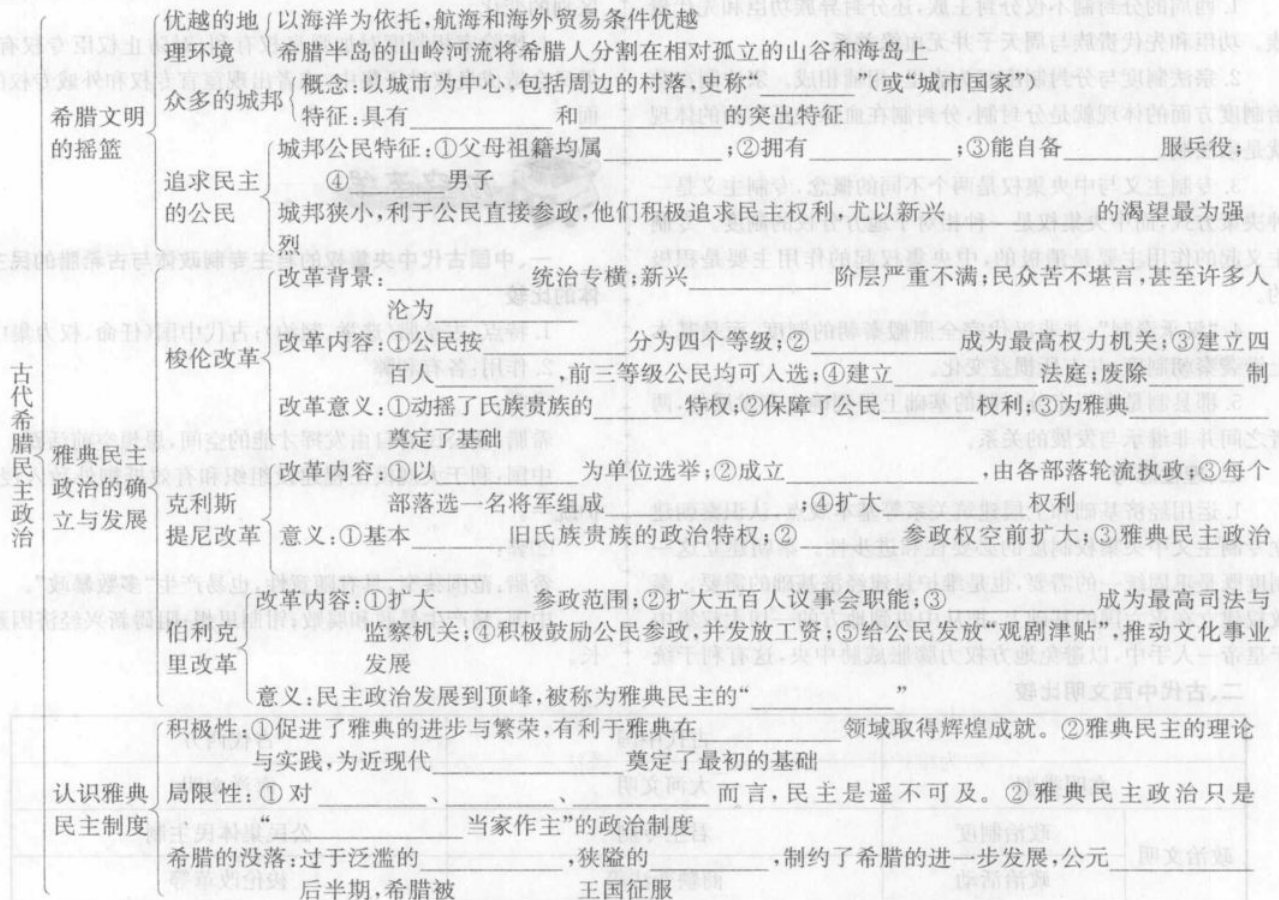 优越的地 以海洋为依托,航海和海外贸易条件优越
理环境 希腊半岛的山岭河流将希腊人分割在相对孤立的山谷和海岛上
众多的城邦 概念:以城市为中心,包括周边的村落,史称“________”(或“城市国家”)
特征:具有________和________的突出特征
希腊文明
的摇篮
城邦公民特征:①父母祖籍均属________;②拥有________;③能自备________服兵役;
④________男子
追求民主
的公民
城邦狭小,利于公民直接参政,他们积极追求民主权利,尤以新兴________的渴望最为强
列
改革背景:________统治专横;新兴________阶层严重不满;民众苦不堪言,甚至许多人
沦为________
梭伦改革
改革内容:①公民按________分为四个等级;②________成为最高权力机关;③建立四
百人________,前三等级公民均可人选;④建立________法庭;废除________制
改革意义:①动摇了氏族贵族的________特权;②保障了公民________权利;③为雅典________
奠定了基础
古代希腊民主政治
雅典民主
政治的确
立与发展
改革内容:①以________为单位选举;②成立________,由各部落轮流执政;③每个
部落选一名将军组成________;④扩大________权利
克利斯
提尼改革
意义:①基本________旧氏族贵族的政治特权;②________参政权空前扩大;③雅典民主政治
________
改革内容:①扩大________参政范围;②扩大五百人议事会职能;③________成为最高司法与
监察机关;④积极鼓励公民参政,并发放工资;⑤给公民发放“观剧津贴”,推动文化事业
发展
伯利克
里改革
意义:民主政治发展到顶峰,被称为雅典民主的“________”
积极性:①促进了雅典的进步与繁荣,有利于雅典在________领域取得辉煌成就。②雅典民主的理论
与实践,为近现代________奠定了最初的基础
认识雅典
民主制度
局限性:①对________、________、________而言,民主是遥不可及。②雅典民主政治只是
“________当家作主”的政治制度
希腊的没落:过于泛滥的________,狭隘的________,制约了希腊的进一步发展,公元________
后半期,希腊被________王国征服